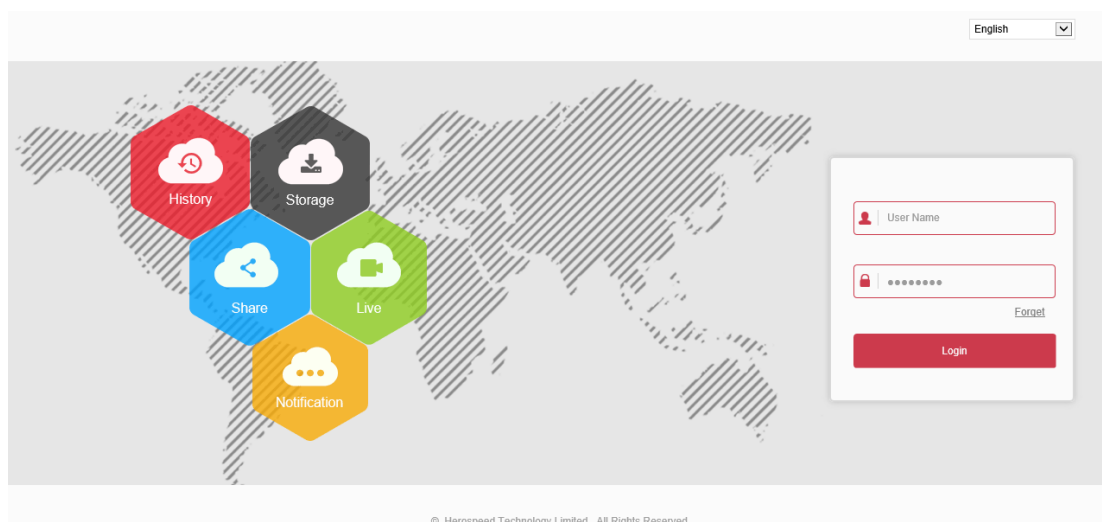 English
History
Storage
Share
Live
Notification
User Name
Forget
Login
© Herospeed Technology Limited. All Rights Reserved